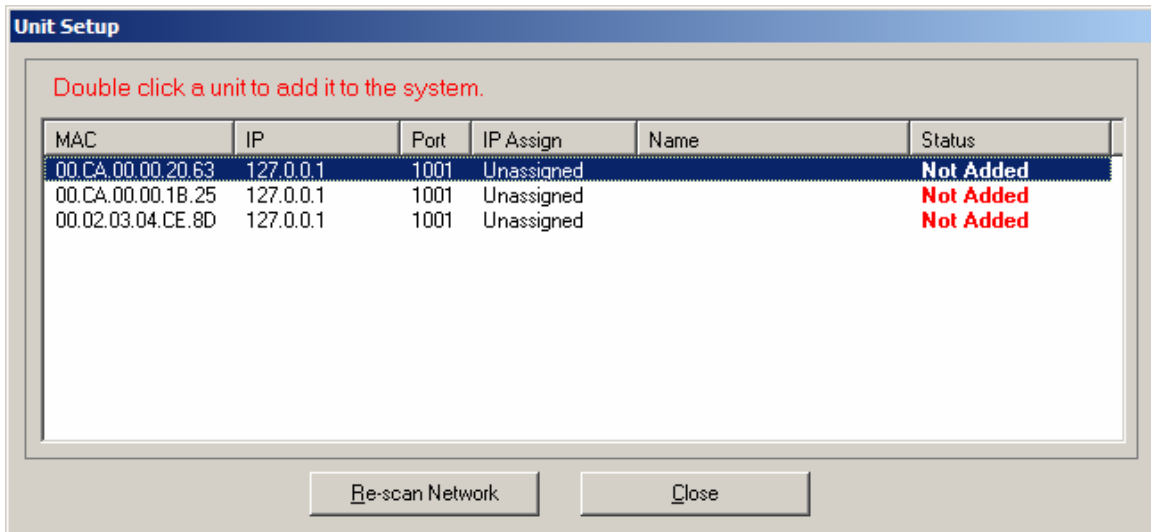 Unit Setup
Double click a unit to add it to the system.
MAC IP Port IP Assign Name Status
00.CA.00.00.20.63 127.0.0.1 1001 Unassigned Not Added
00.CA.00.00.1B.25 127.0.0.1 1001 Unassigned Not Added
00.02.03.04.CE.8D 127.0.0.1 1001 Unassigned Not Added
Re-scan Network Close